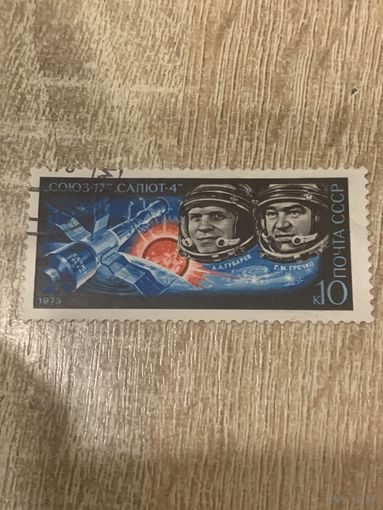 „СОЮЗ-17" „САЛЮТ-4"
А.А.ГУБАРЕВ
Г.М.ГРЕЧКО
1975
к10
ПОЧТА СССР